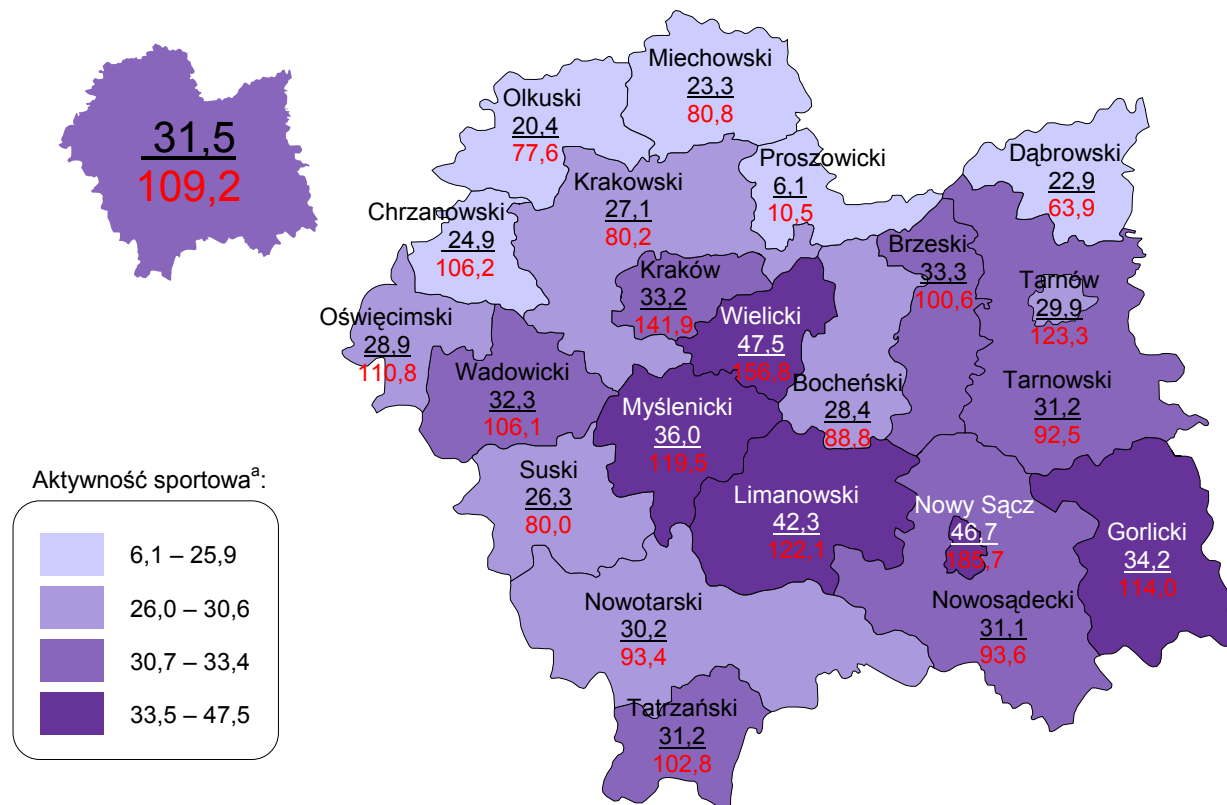 31,5
109,2
Miechowski
23,3
80,8
Olkuski
20,4
77,6
Proszowicki
6,1
10,5
Dąbrowski
22,9
63,9
Krakowski
27,1
80,2
Chrzanowski
24,9
106,2
Brzeski
33,3
100,6
Kraków
33,2
141,9
Tarnów
29,9
123,3
Wielicki
47,5
156,8
Oświęcimski
28,9
110,8
Wadowicki
32,3
106,1
Bocheński
28,4
88,8
Tarnowski
31,2
92,5
Myślenicki
36,0
119,5
Suski
26,3
80,0
Limanowski
42,3
122,1
Nowy Sącz
46,7
185,7
Gorlicki
34,2
114,0
Nowotarski
30,2
93,4
Nowosądecki
31,1
93,6
Tatrzański
31,2
102,8
Aktywność sportowaª:
6,1 – 25,9
26,0 – 30,6
30,7 – 33,4
33,5 – 47,5